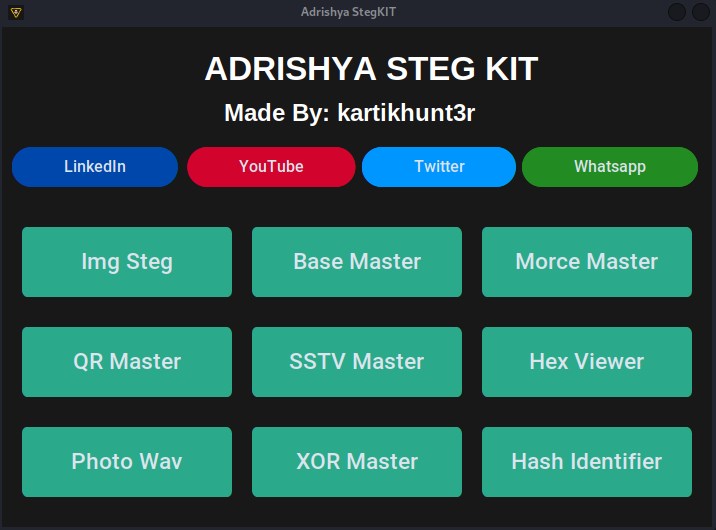 Adrishya StegKIT
ADRISHYA STEG KIT
Made By: kartikhunt3r
LinkedIn YouTube Twitter Whatsapp
Img Steg Base Master Morce Master
QR Master SSTV Master Hex Viewer
Photo Wav XOR Master Hash Identifier